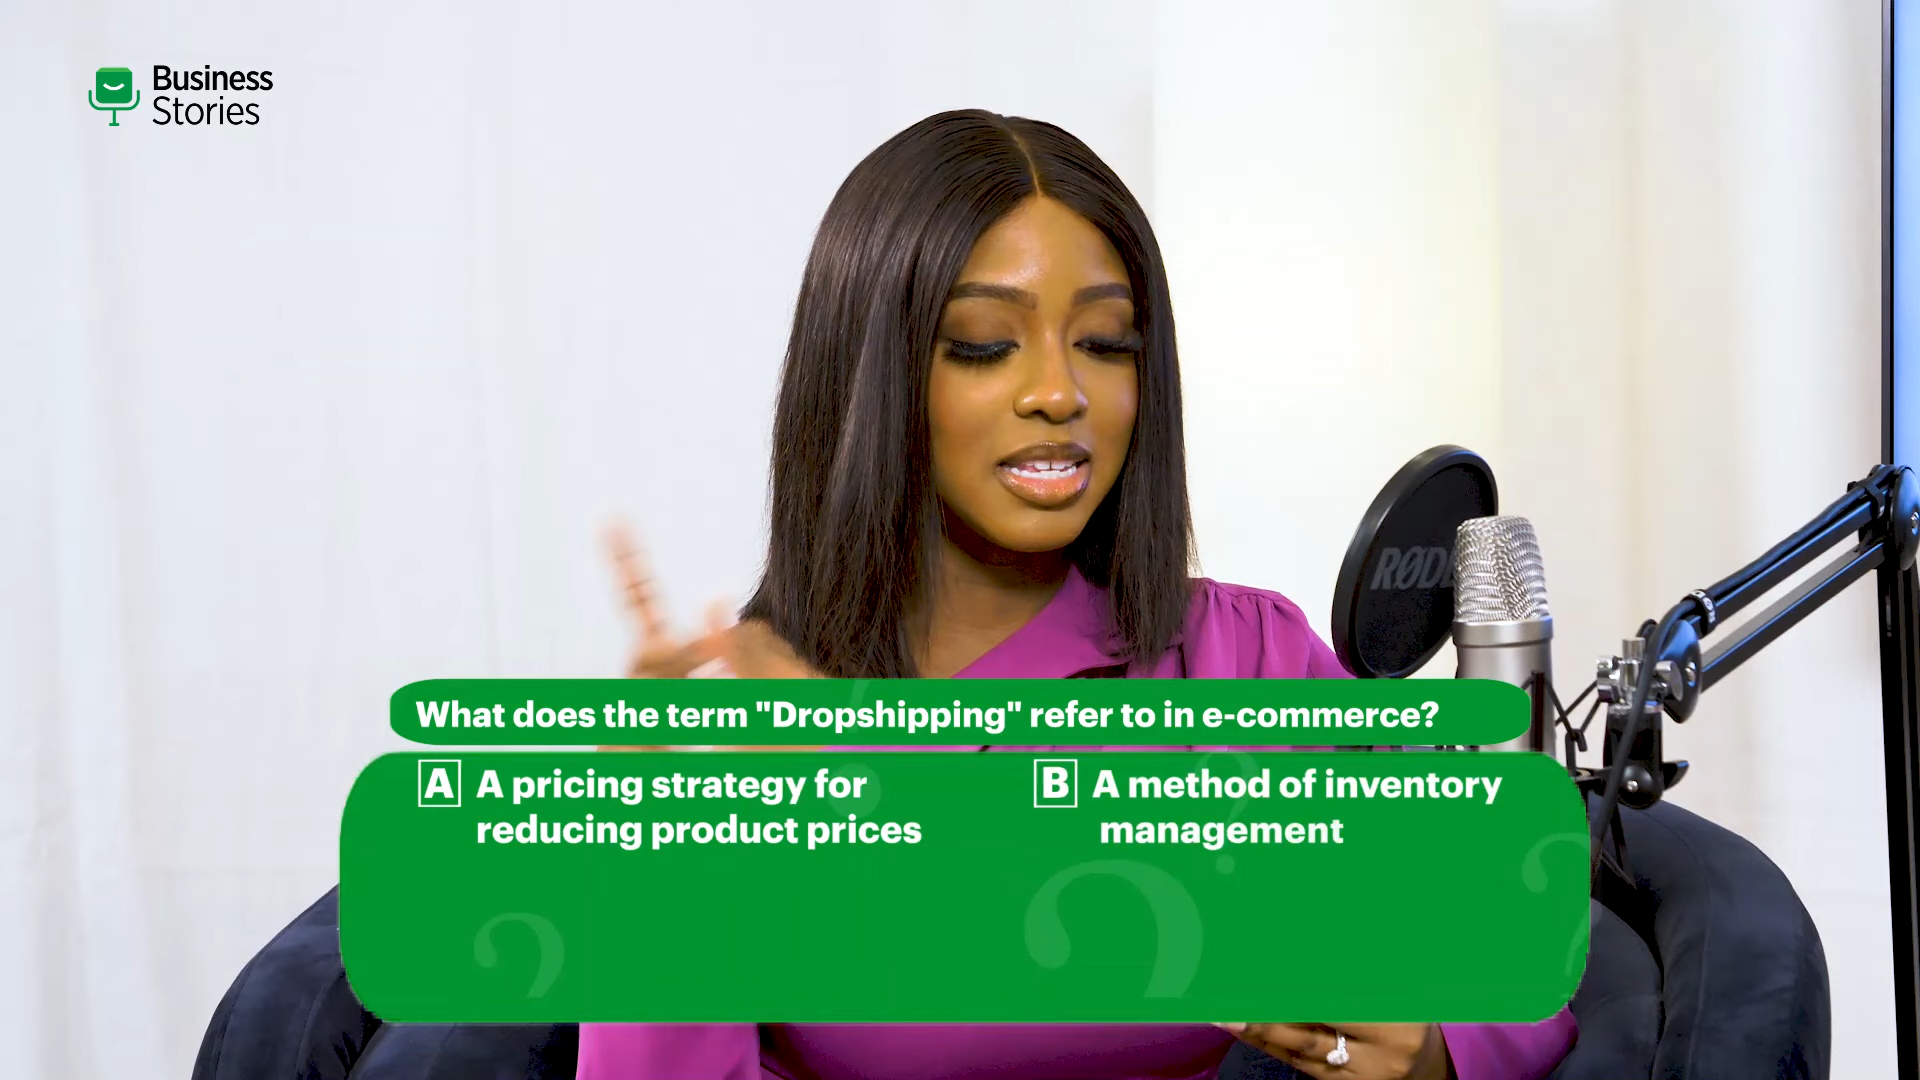 Business
Stories
RØDE
What does the term "Dropshipping" refer to in e-commerce?
A A pricing strategy for
reducing product prices
B A method of inventory
management